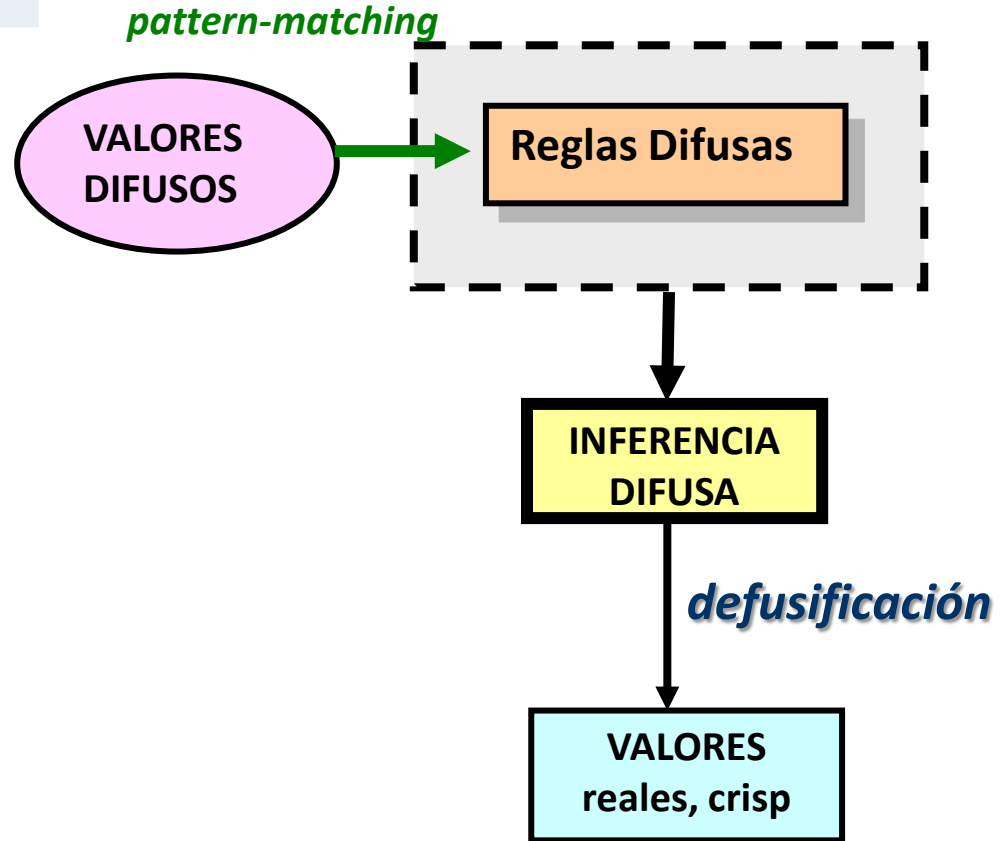 pattern-matching
VALORES
DIFUSOS
Reglas Difusas
INFERENCIA
DIFUSA
defusificación
VALORES
reales, crisp